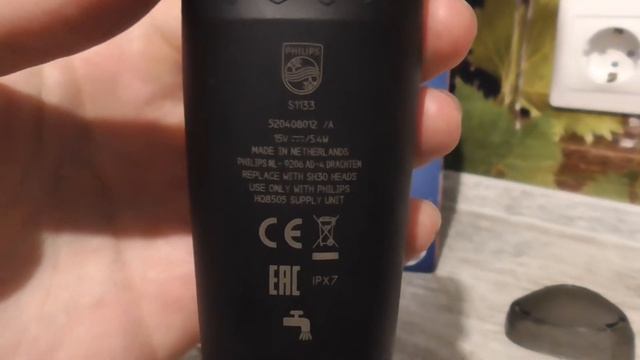 PHILIPS
S1133
520408012 /A
15V ⎓/5.4W
MADE IN NETHERLANDS
PHILIPS NL-9206 AD-4 DRACHTEN
REPLACE WITH SH30 HEADS
USE ONLY WITH PHILIPS
HQ8505 SUPPLY UNIT
CE
EAC IPX7